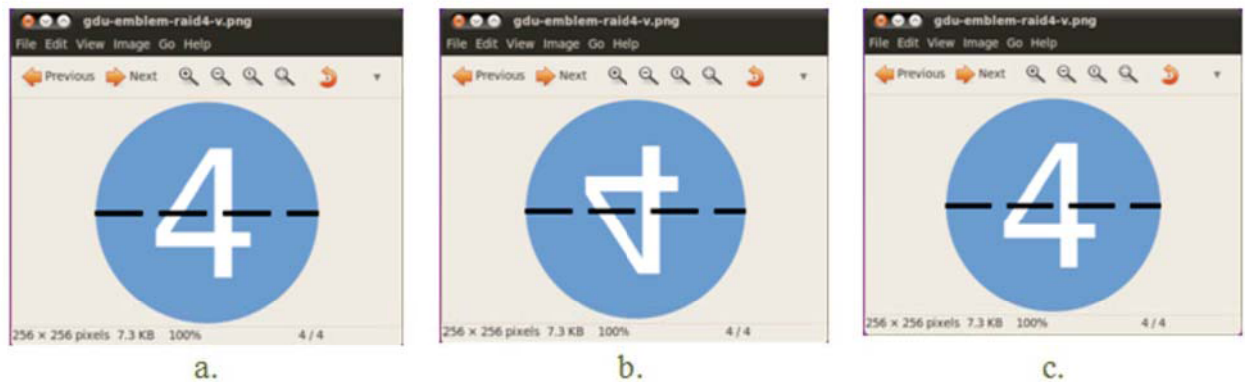 gdu-emblem-raid4-v.png
File Edit View Image Go Help
Previous Next
4
256 × 256 pixels 7.3 KB 100% 4 / 4
a.
gdu-emblem-raid4-v.png
File Edit View Image Go Help
Previous Next
4
256 × 256 pixels 7.3 KB 100% 4 / 4
b.
gdu-emblem-raid4-v.png
File Edit View Image Go Help
Previous Next
4
256 × 256 pixels 7.3 KB 100% 4 / 4
c.